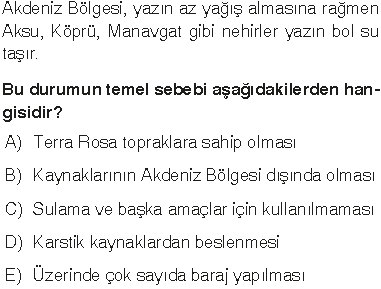 Akdeniz Bölgesi, yazın az yağış almasına rağmen
Aksu, Köprü, Manavgat gibi nehirler yazın bol su
taşır.
Bu durumun temel sebebi aşağıdakilerden han-
gisidir?
A) Terra Rosa topraklara sahip olması
B) Kaynaklarının Akdeniz Bölgesi dışında olması
C) Sulama ve başka amaçlar için kullanılmaması
D) Karstik kaynaklardan beslenmesi
E) Üzerinde çok sayıda baraj yapılması